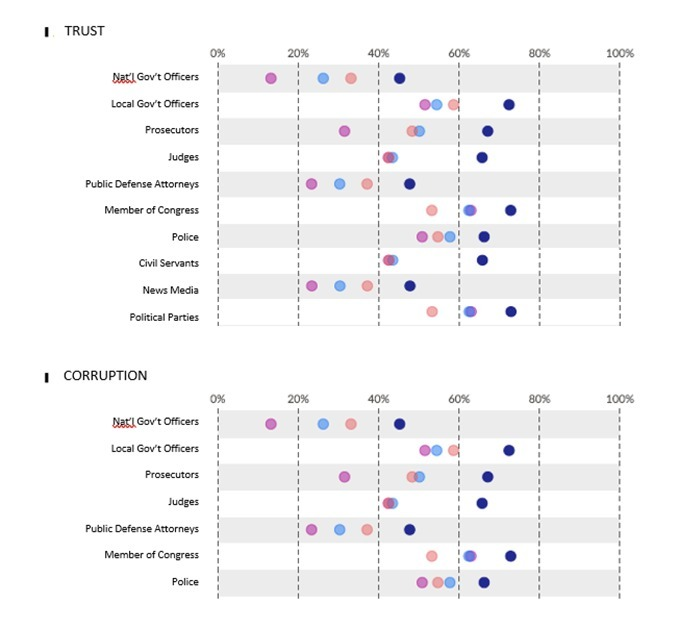 TRUST
0% 20% 40% 60% 80% 100%
Nat'l Gov't Officers
Local Gov't Officers
Prosecutors
Judges
Public Defense Attorneys
Member of Congress
Police
Civil Servants
News Media
Political Parties
CORRUPTION
0% 20% 40% 60% 80% 100%
Nat'l Gov't Officers
Local Gov't Officers
Prosecutors
Judges
Public Defense Attorneys
Member of Congress
Police